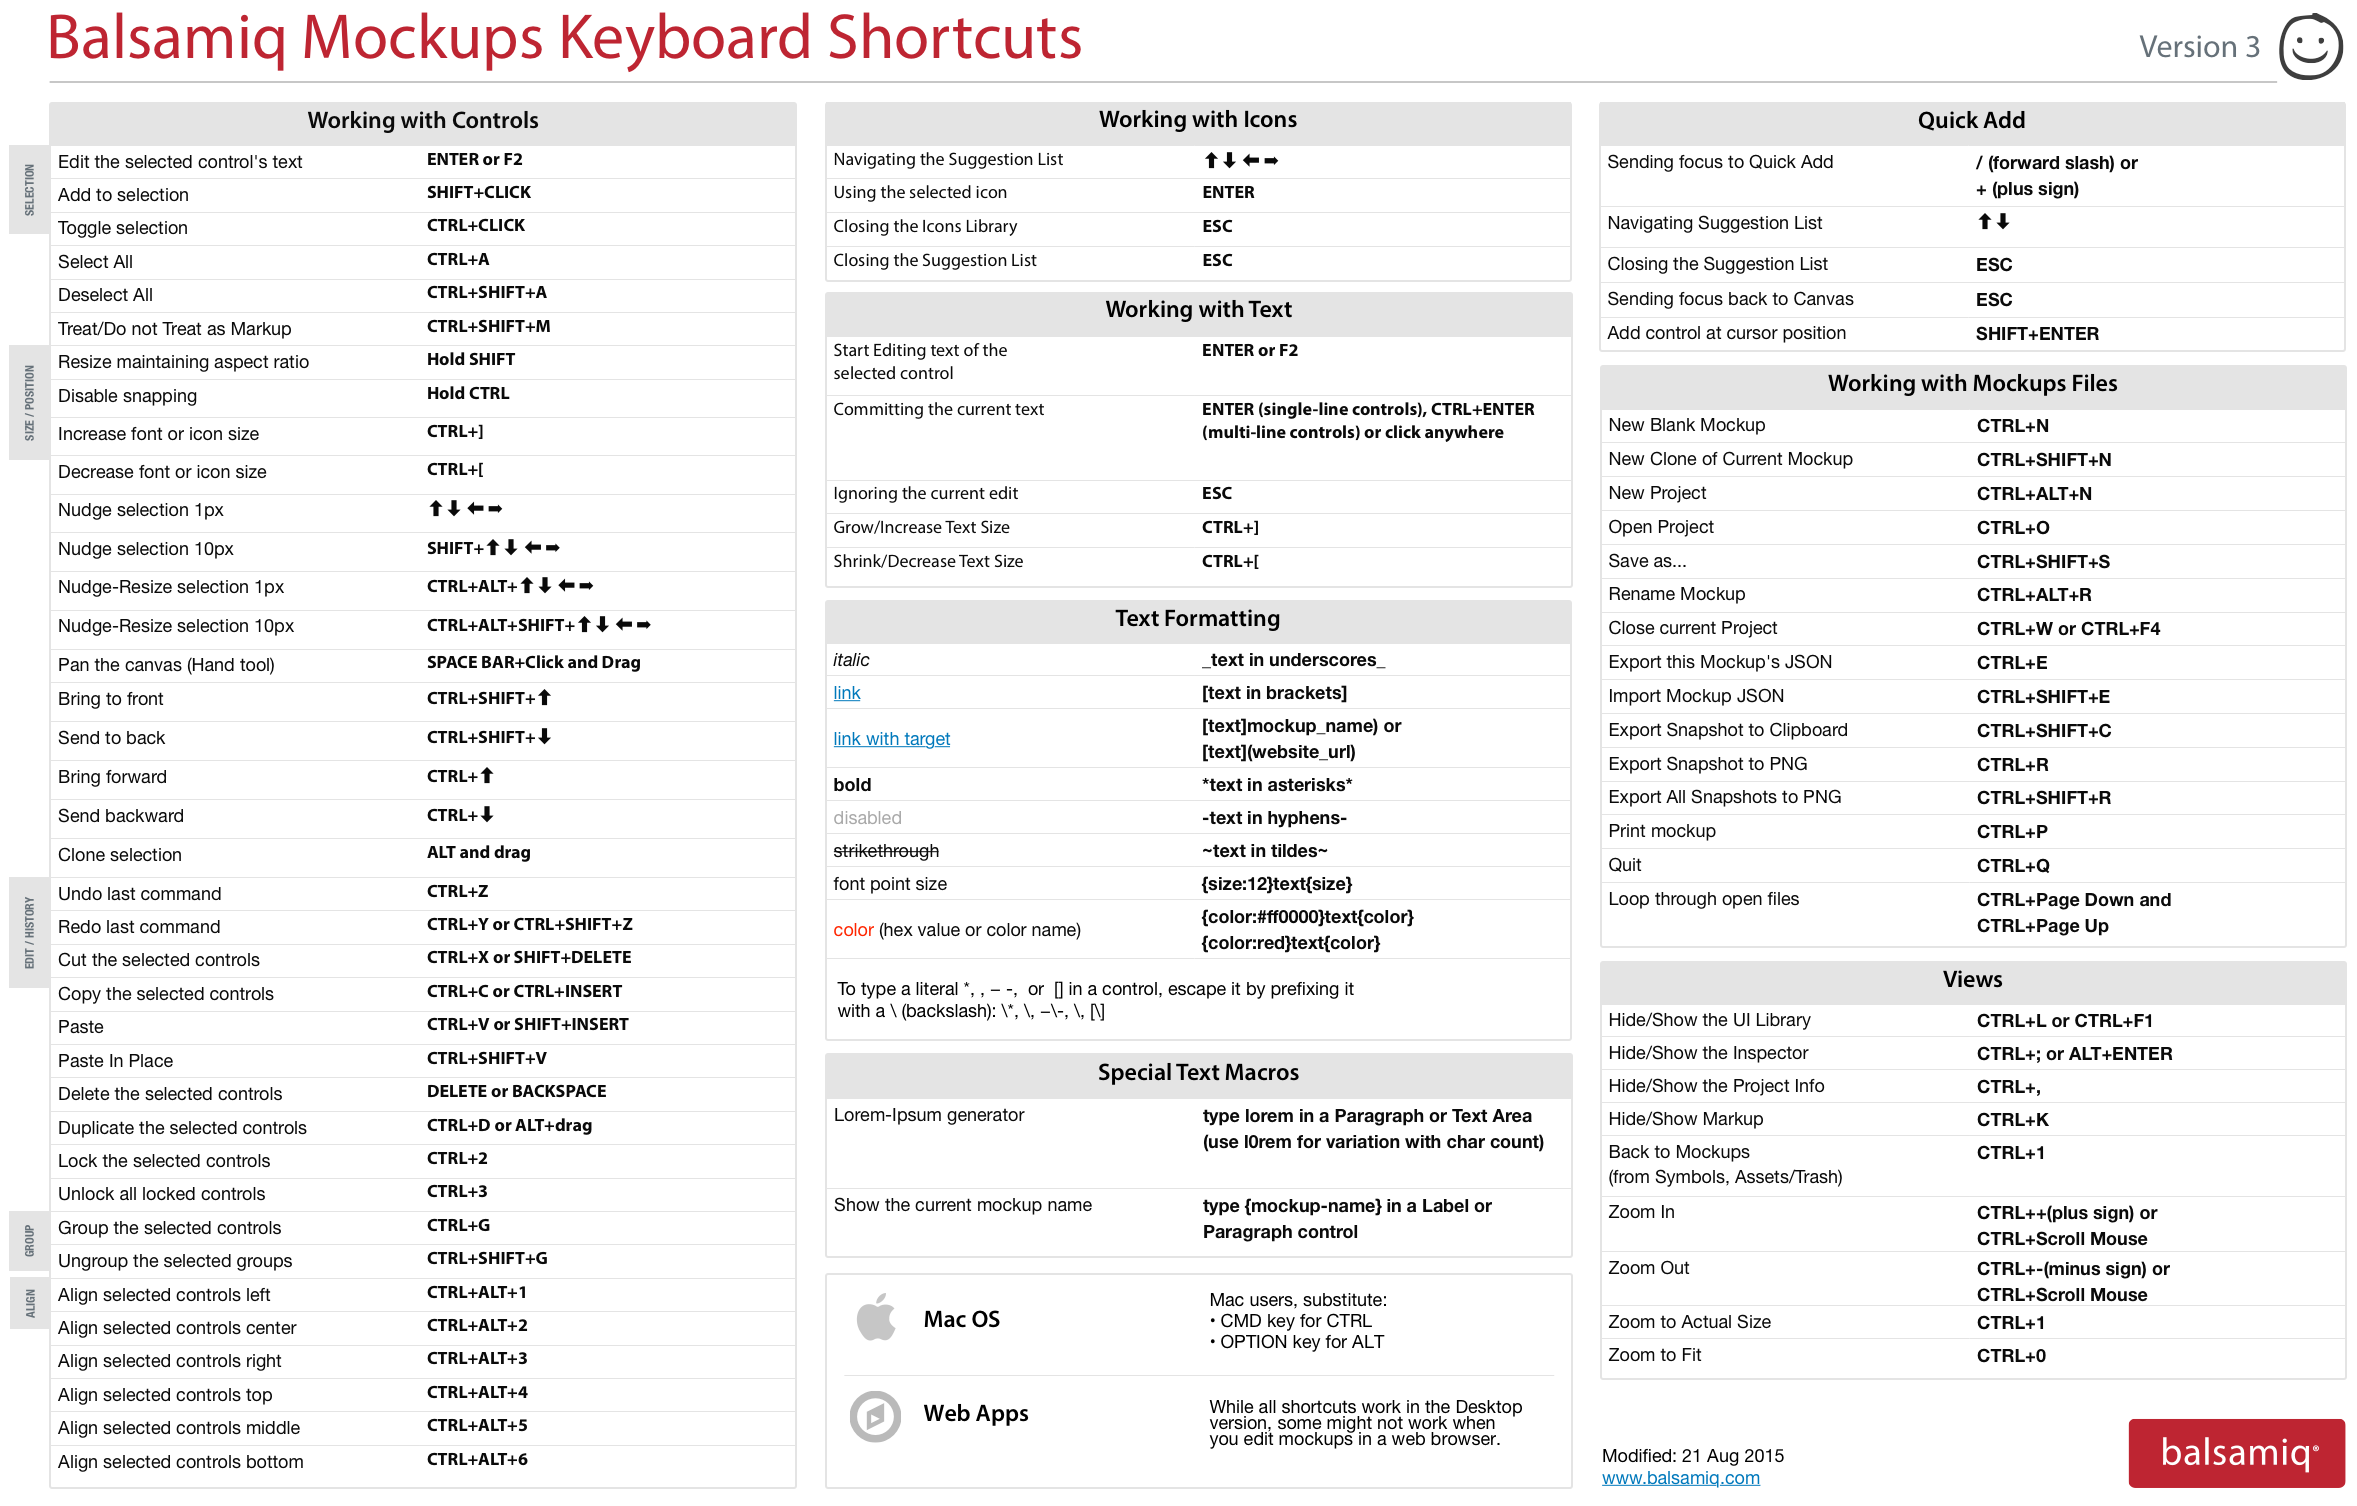 Balsamiq Mockups Keyboard Shortcuts
Version 3
Working with Controls
SELECTION
Edit the selected control's text ENTER or F2
Add to selection SHIFT+CLICK
Toggle selection CTRL+CLICK
Select All CTRL+A
Deselect All CTRL+SHIFT+A
Treat/Do not Treat as Markup CTRL+SHIFT+M
SIZE / POSITION
Resize maintaining aspect ratio Hold SHIFT
Disable snapping Hold CTRL
Increase font or icon size CTRL+]
Decrease font or icon size CTRL+[
Nudge selection 1px ⬆⬇⬅➡
Nudge selection 10px SHIFT+⬆⬇⬅➡
Nudge-Resize selection 1px CTRL+ALT+⬆⬇⬅➡
Nudge-Resize selection 10px CTRL+ALT+SHIFT+⬆⬇⬅➡
Pan the canvas (Hand tool) SPACE BAR+Click and Drag
Bring to front CTRL+SHIFT+⬆
Send to back CTRL+SHIFT+⬇
Bring forward CTRL+⬆
Send backward CTRL+⬇
Clone selection ALT and drag
EDIT / HISTORY
Undo last command CTRL+Z
Redo last command CTRL+Y or CTRL+SHIFT+Z
Cut the selected controls CTRL+X or SHIFT+DELETE
Copy the selected controls CTRL+C or CTRL+INSERT
Paste CTRL+V or SHIFT+INSERT
Paste In Place CTRL+SHIFT+V
Delete the selected controls DELETE or BACKSPACE
Duplicate the selected controls CTRL+D or ALT+drag
Lock the selected controls CTRL+2
Unlock all locked controls CTRL+3
GROUP
Group the selected controls CTRL+G
Ungroup the selected groups CTRL+SHIFT+G
ALIGN
Align selected controls left CTRL+ALT+1
Align selected controls center CTRL+ALT+2
Align selected controls right CTRL+ALT+3
Align selected controls top CTRL+ALT+4
Align selected controls middle CTRL+ALT+5
Align selected controls bottom CTRL+ALT+6
Working with Icons
Navigating the Suggestion List ⬆⬇⬅➡
Using the selected icon ENTER
Closing the Icons Library ESC
Closing the Suggestion List ESC
Working with Text
Start Editing text of the ENTER or F2
selected control
Committing the current text ENTER (single-line controls), CTRL+ENTER
(multi-line controls) or click anywhere
Ignoring the current edit ESC
Grow/Increase Text Size CTRL+]
Shrink/Decrease Text Size CTRL+[
Text Formatting
italic _text in underscores_
link [text in brackets]
link with target [text]mockup_name) or
[text](website_url)
bold *text in asterisks*
disabled -text in hyphens-
strikethrough ~text in tildes~
font point size {size:12}text{size}
color (hex value or color name) {color:#ff0000}text{color}
{color:red}text{color}
To type a literal *, , – -, or [] in a control, escape it by prefixing it
with a \ (backslash): \*, \, –\-, \, [\]
Special Text Macros
Lorem-Ipsum generator type lorem in a Paragraph or Text Area
(use l0rem for variation with char count)
Show the current mockup name type {mockup-name} in a Label or
Paragraph control
Mac OS
Mac users, substitute:
• CMD key for CTRL
• OPTION key for ALT
Web Apps
While all shortcuts work in the Desktop
version, some might not work when
you edit mockups in a web browser.
Quick Add
Sending focus to Quick Add / (forward slash) or
+ (plus sign)
Navigating Suggestion List ⬆⬇
Closing the Suggestion List ESC
Sending focus back to Canvas ESC
Add control at cursor position SHIFT+ENTER
Working with Mockups Files
New Blank Mockup CTRL+N
New Clone of Current Mockup CTRL+SHIFT+N
New Project CTRL+ALT+N
Open Project CTRL+O
Save as... CTRL+SHIFT+S
Rename Mockup CTRL+ALT+R
Close current Project CTRL+W or CTRL+F4
Export this Mockup's JSON CTRL+E
Import Mockup JSON CTRL+SHIFT+E
Export Snapshot to Clipboard CTRL+SHIFT+C
Export Snapshot to PNG CTRL+R
Export All Snapshots to PNG CTRL+SHIFT+R
Print mockup CTRL+P
Quit CTRL+Q
Loop through open files CTRL+Page Down and
CTRL+Page Up
Views
Hide/Show the UI Library CTRL+L or CTRL+F1
Hide/Show the Inspector CTRL+; or ALT+ENTER
Hide/Show the Project Info CTRL+,
Hide/Show Markup CTRL+K
Back to Mockups CTRL+1
(from Symbols, Assets/Trash)
Zoom In CTRL++(plus sign) or
CTRL+Scroll Mouse
Zoom Out CTRL+-(minus sign) or
CTRL+Scroll Mouse
Zoom to Actual Size CTRL+1
Zoom to Fit CTRL+0
Modified: 21 Aug 2015
www.balsamiq.com
balsamiq®